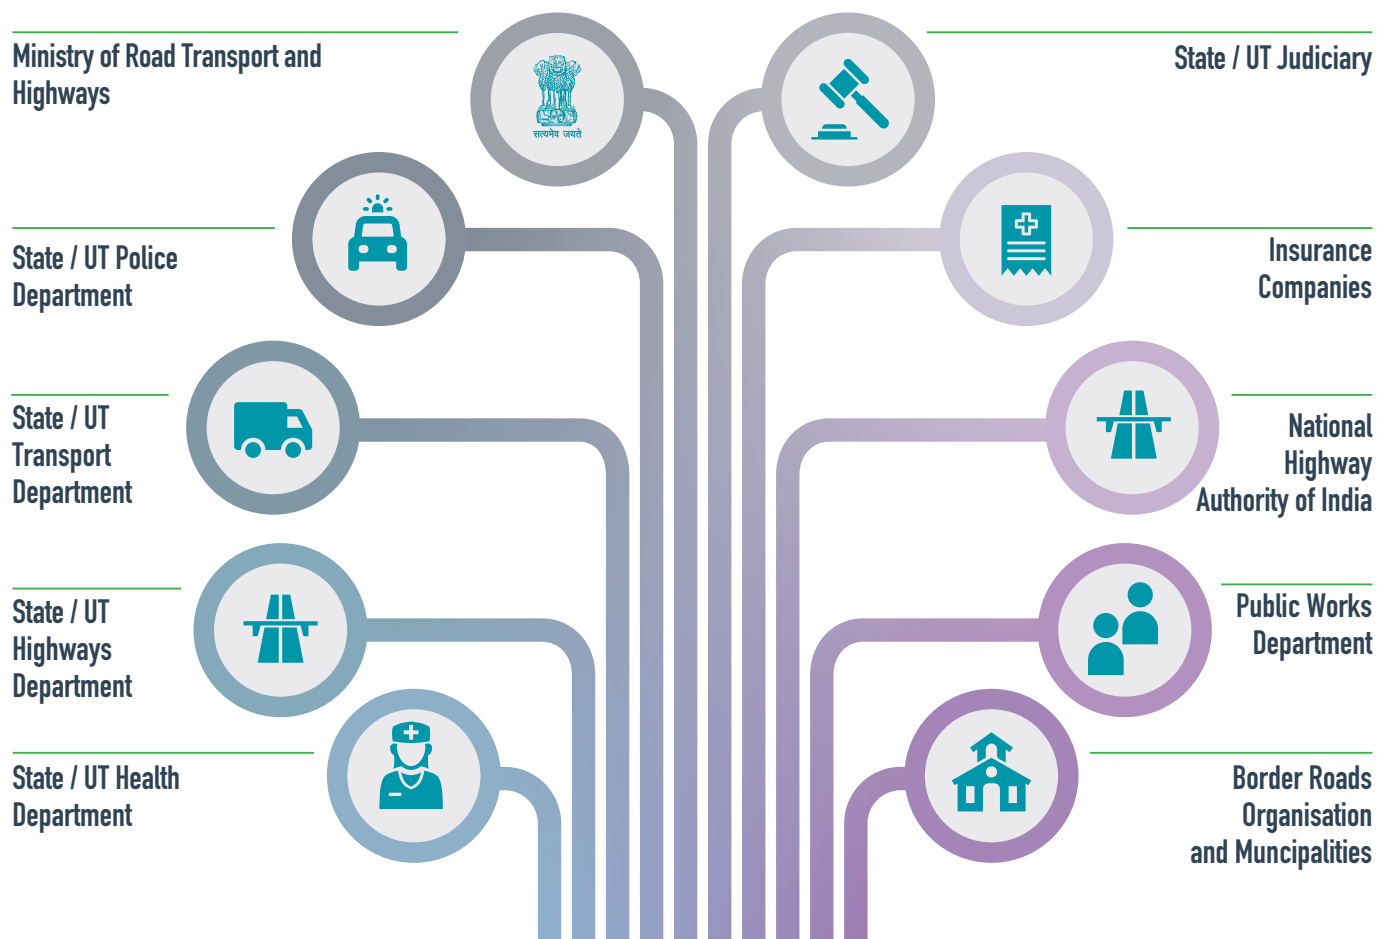 Ministry of Road Transport and
Highways
सत्यमेव जयते
State / UT Judiciary
State / UT Police
Department
Insurance
Companies
State / UT
Transport
Department
National
Highway
Authority of India
State / UT
Highways
Department
Public Works
Department
State / UT Health
Department
Border Roads
Organisation
and Muncipalities